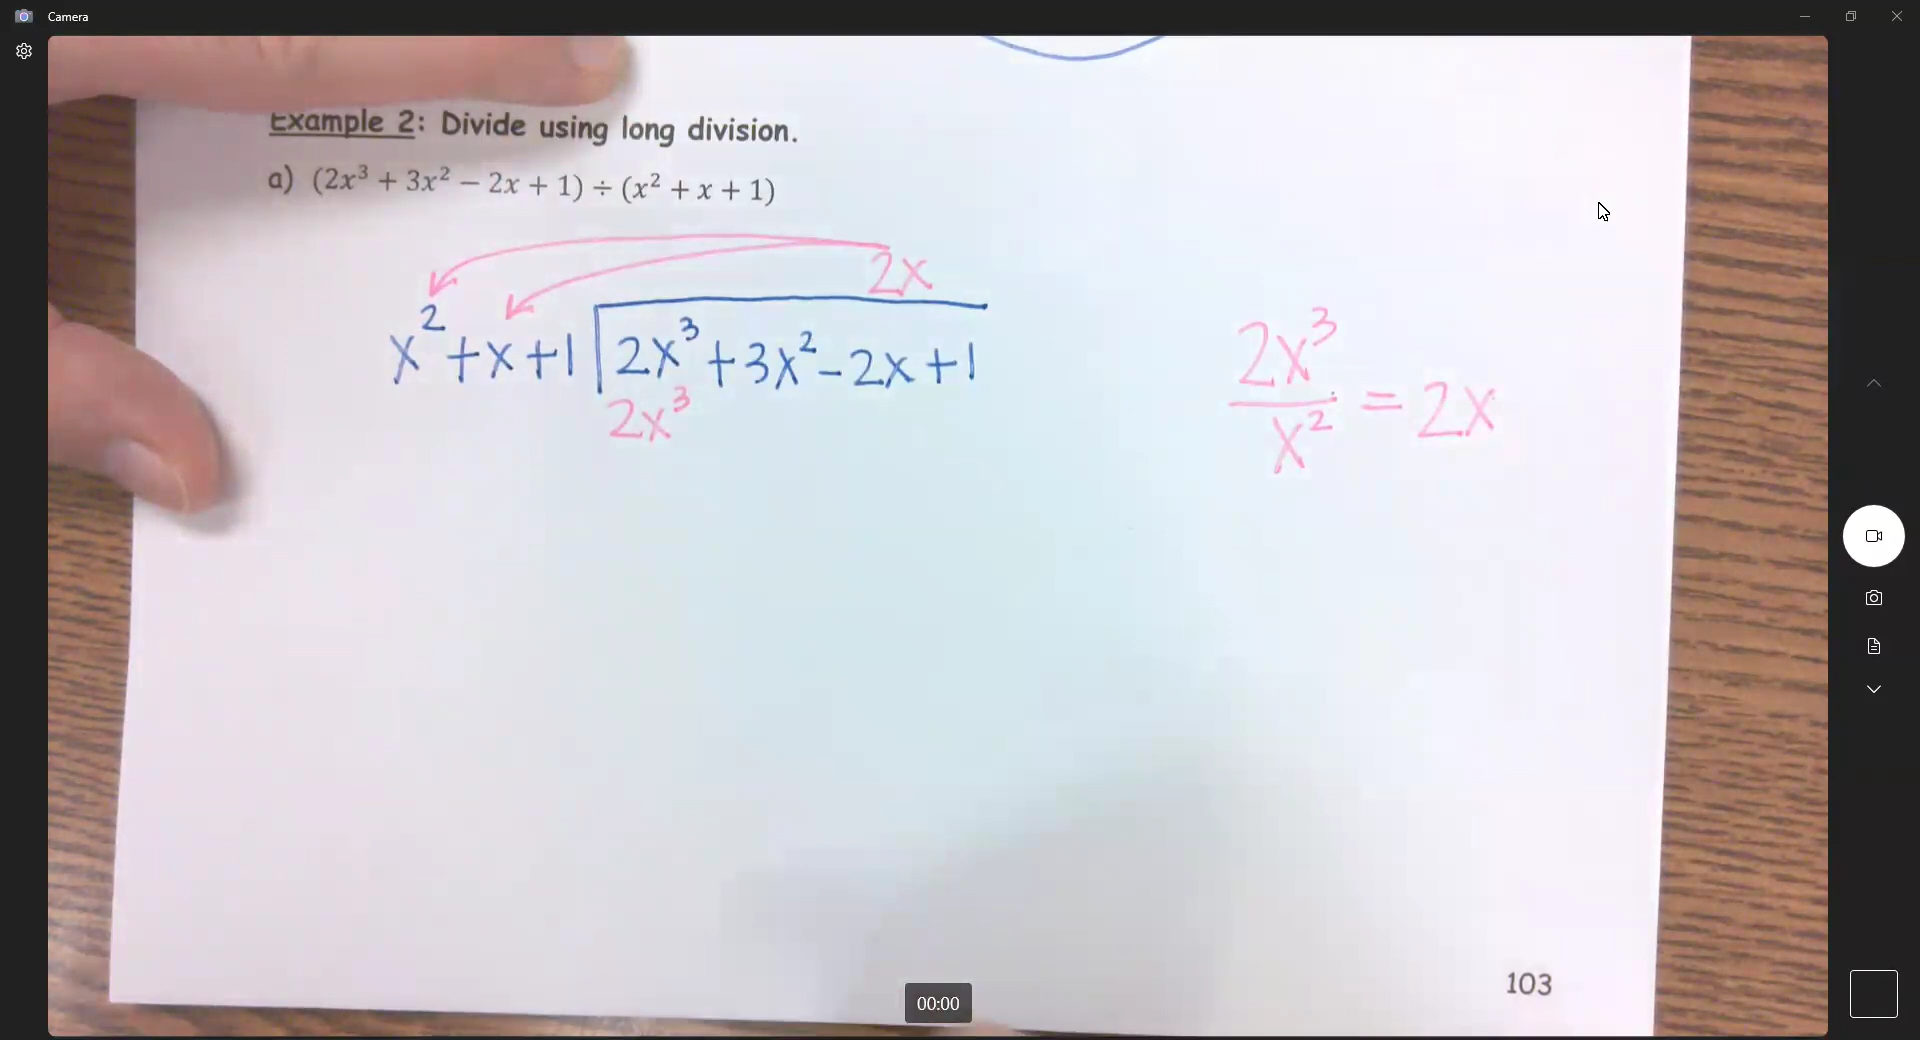 Camera
Example 2: Divide using long division.
a) (2x³ + 3x² − 2x + 1) ÷ (x² + x + 1)
2x
x² + x + 1 2x³ + 3x² − 2x + 1
2x³
2x³/x² = 2x
103
00:00